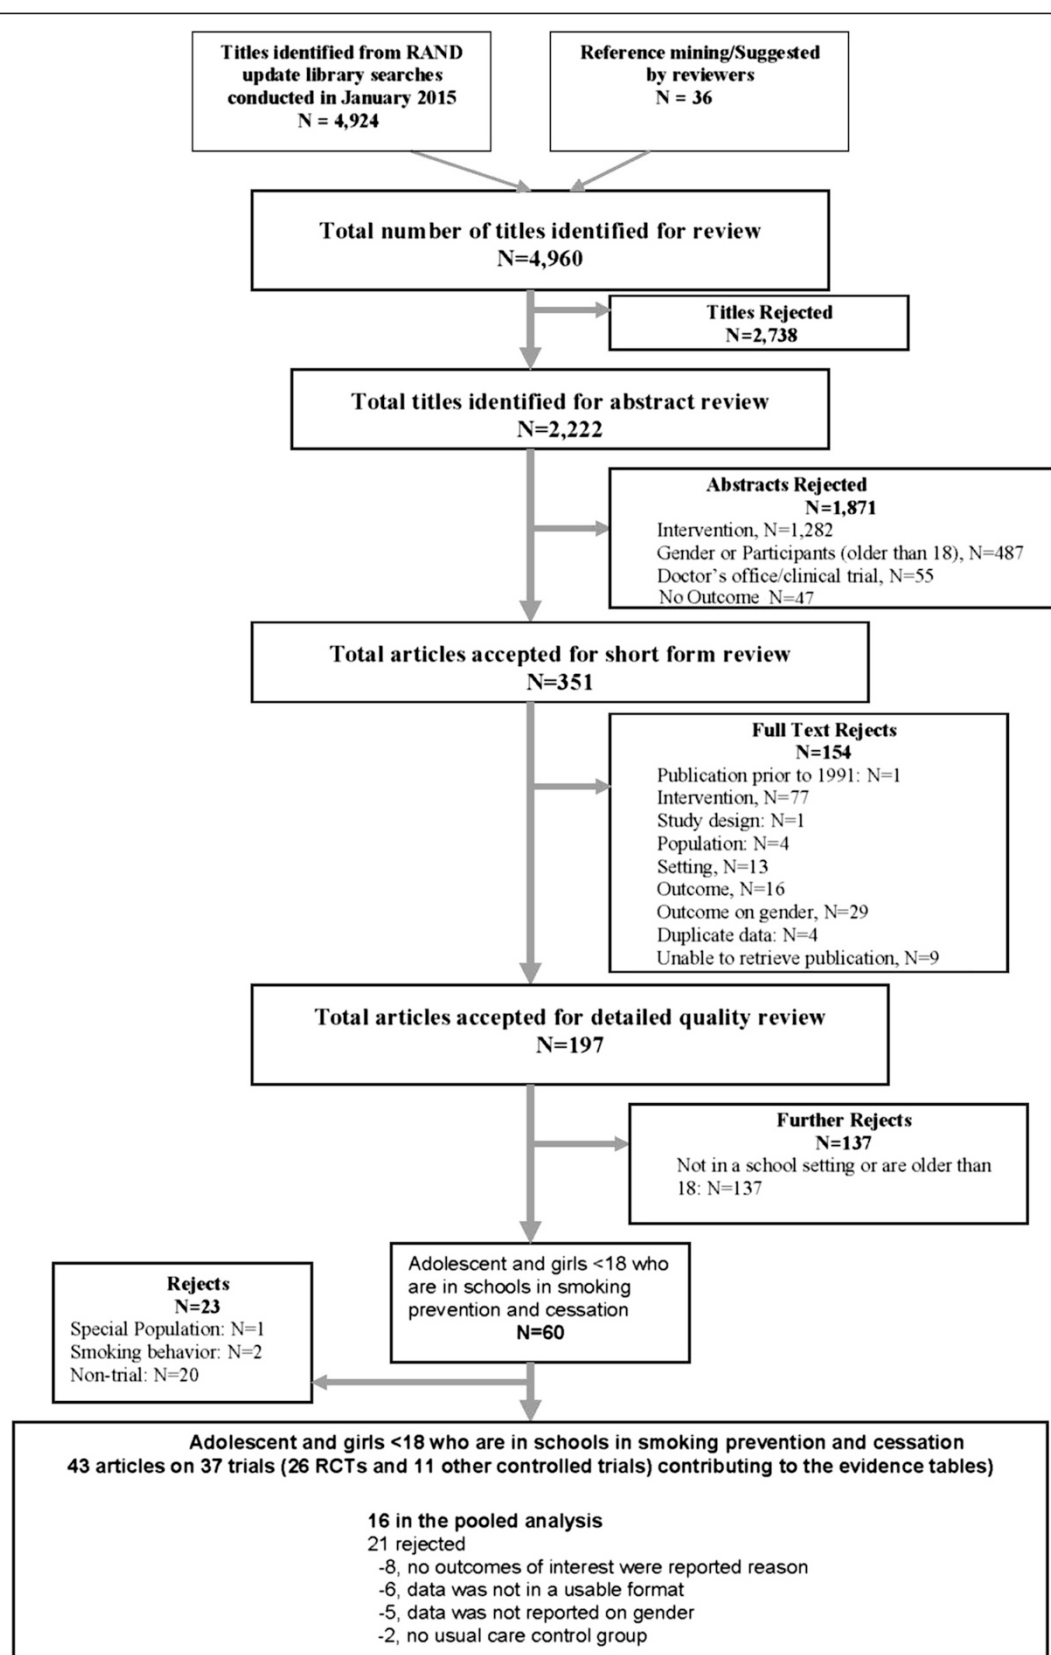 Titles identified from RAND
update library searches
conducted in January 2015
N = 4,924
Reference mining/Suggested
by reviewers
N = 36
Total number of titles identified for review
N=4,960
Titles Rejected
N=2,738
Total titles identified for abstract review
N=2,222
Abstracts Rejected
N=1,871
Intervention, N=1,282
Gender or Participants (older than 18), N=487
Doctor's office/clinical trial, N=55
No Outcome N=47
Total articles accepted for short form review
N=351
Full Text Rejects
N=154
Publication prior to 1991: N=1
Intervention, N=77
Study design: N=1
Population: N=4
Setting, N=13
Outcome, N=16
Outcome on gender, N=29
Duplicate data: N=4
Unable to retrieve publication, N=9
Total articles accepted for detailed quality review
N=197
Further Rejects
N=137
Not in a school setting or are older than
18: N=137
Adolescent and girls <18 who
are in schools in smoking
prevention and cessation
N=60
Rejects
N=23
Special Population: N=1
Smoking behavior: N=2
Non-trial: N=20
Adolescent and girls <18 who are in schools in smoking prevention and cessation
43 articles on 37 trials (26 RCTs and 11 other controlled trials) contributing to the evidence tables)
16 in the pooled analysis
21 rejected
-8, no outcomes of interest were reported reason
-6, data was not in a usable format
-5, data was not reported on gender
-2, no usual care control group